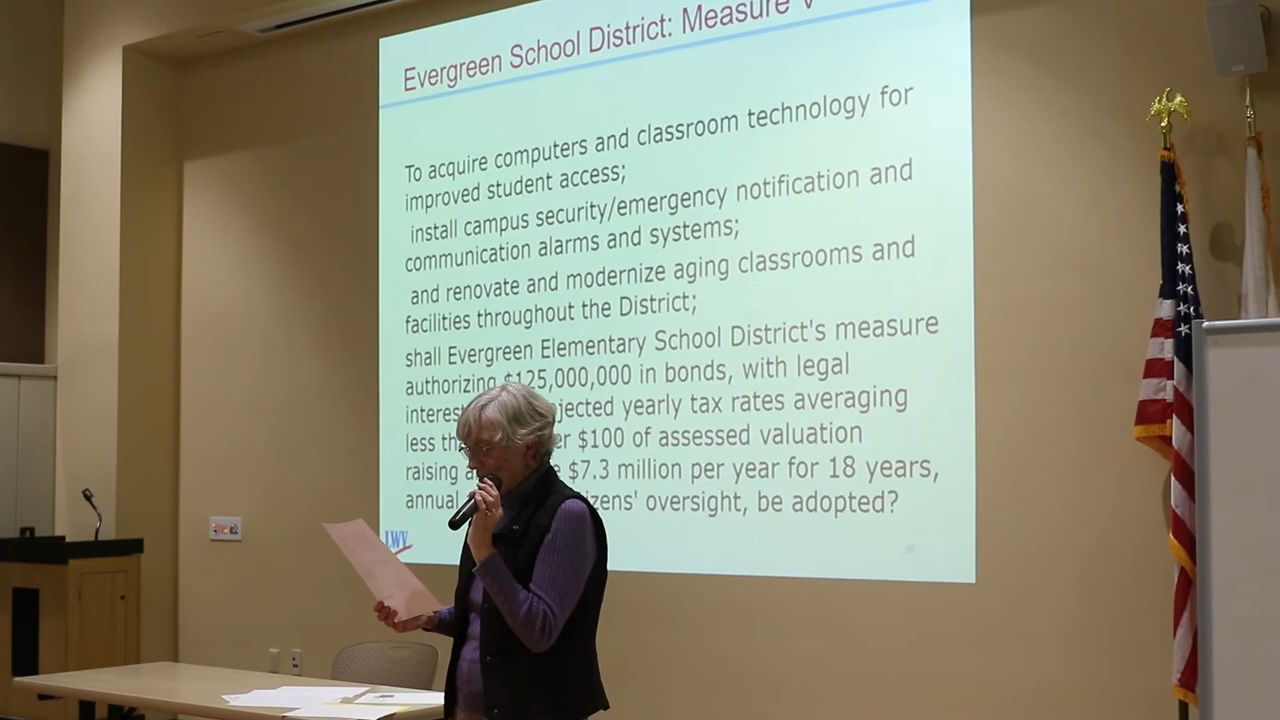 Evergreen School District: Measure V
To acquire computers and classroom technology for
improved student access;
install campus security/emergency notification and
communication alarms and systems;
and renovate and modernize aging classrooms and
facilities throughout the District;
shall Evergreen Elementary School District's measure
authorizing $125,000,000 in bonds, with legal
yearly tax rates averaging
less $100 of assessed valuation
raising $7.3 million per year for 18 years,
annual oversight, be adopted?
LWV